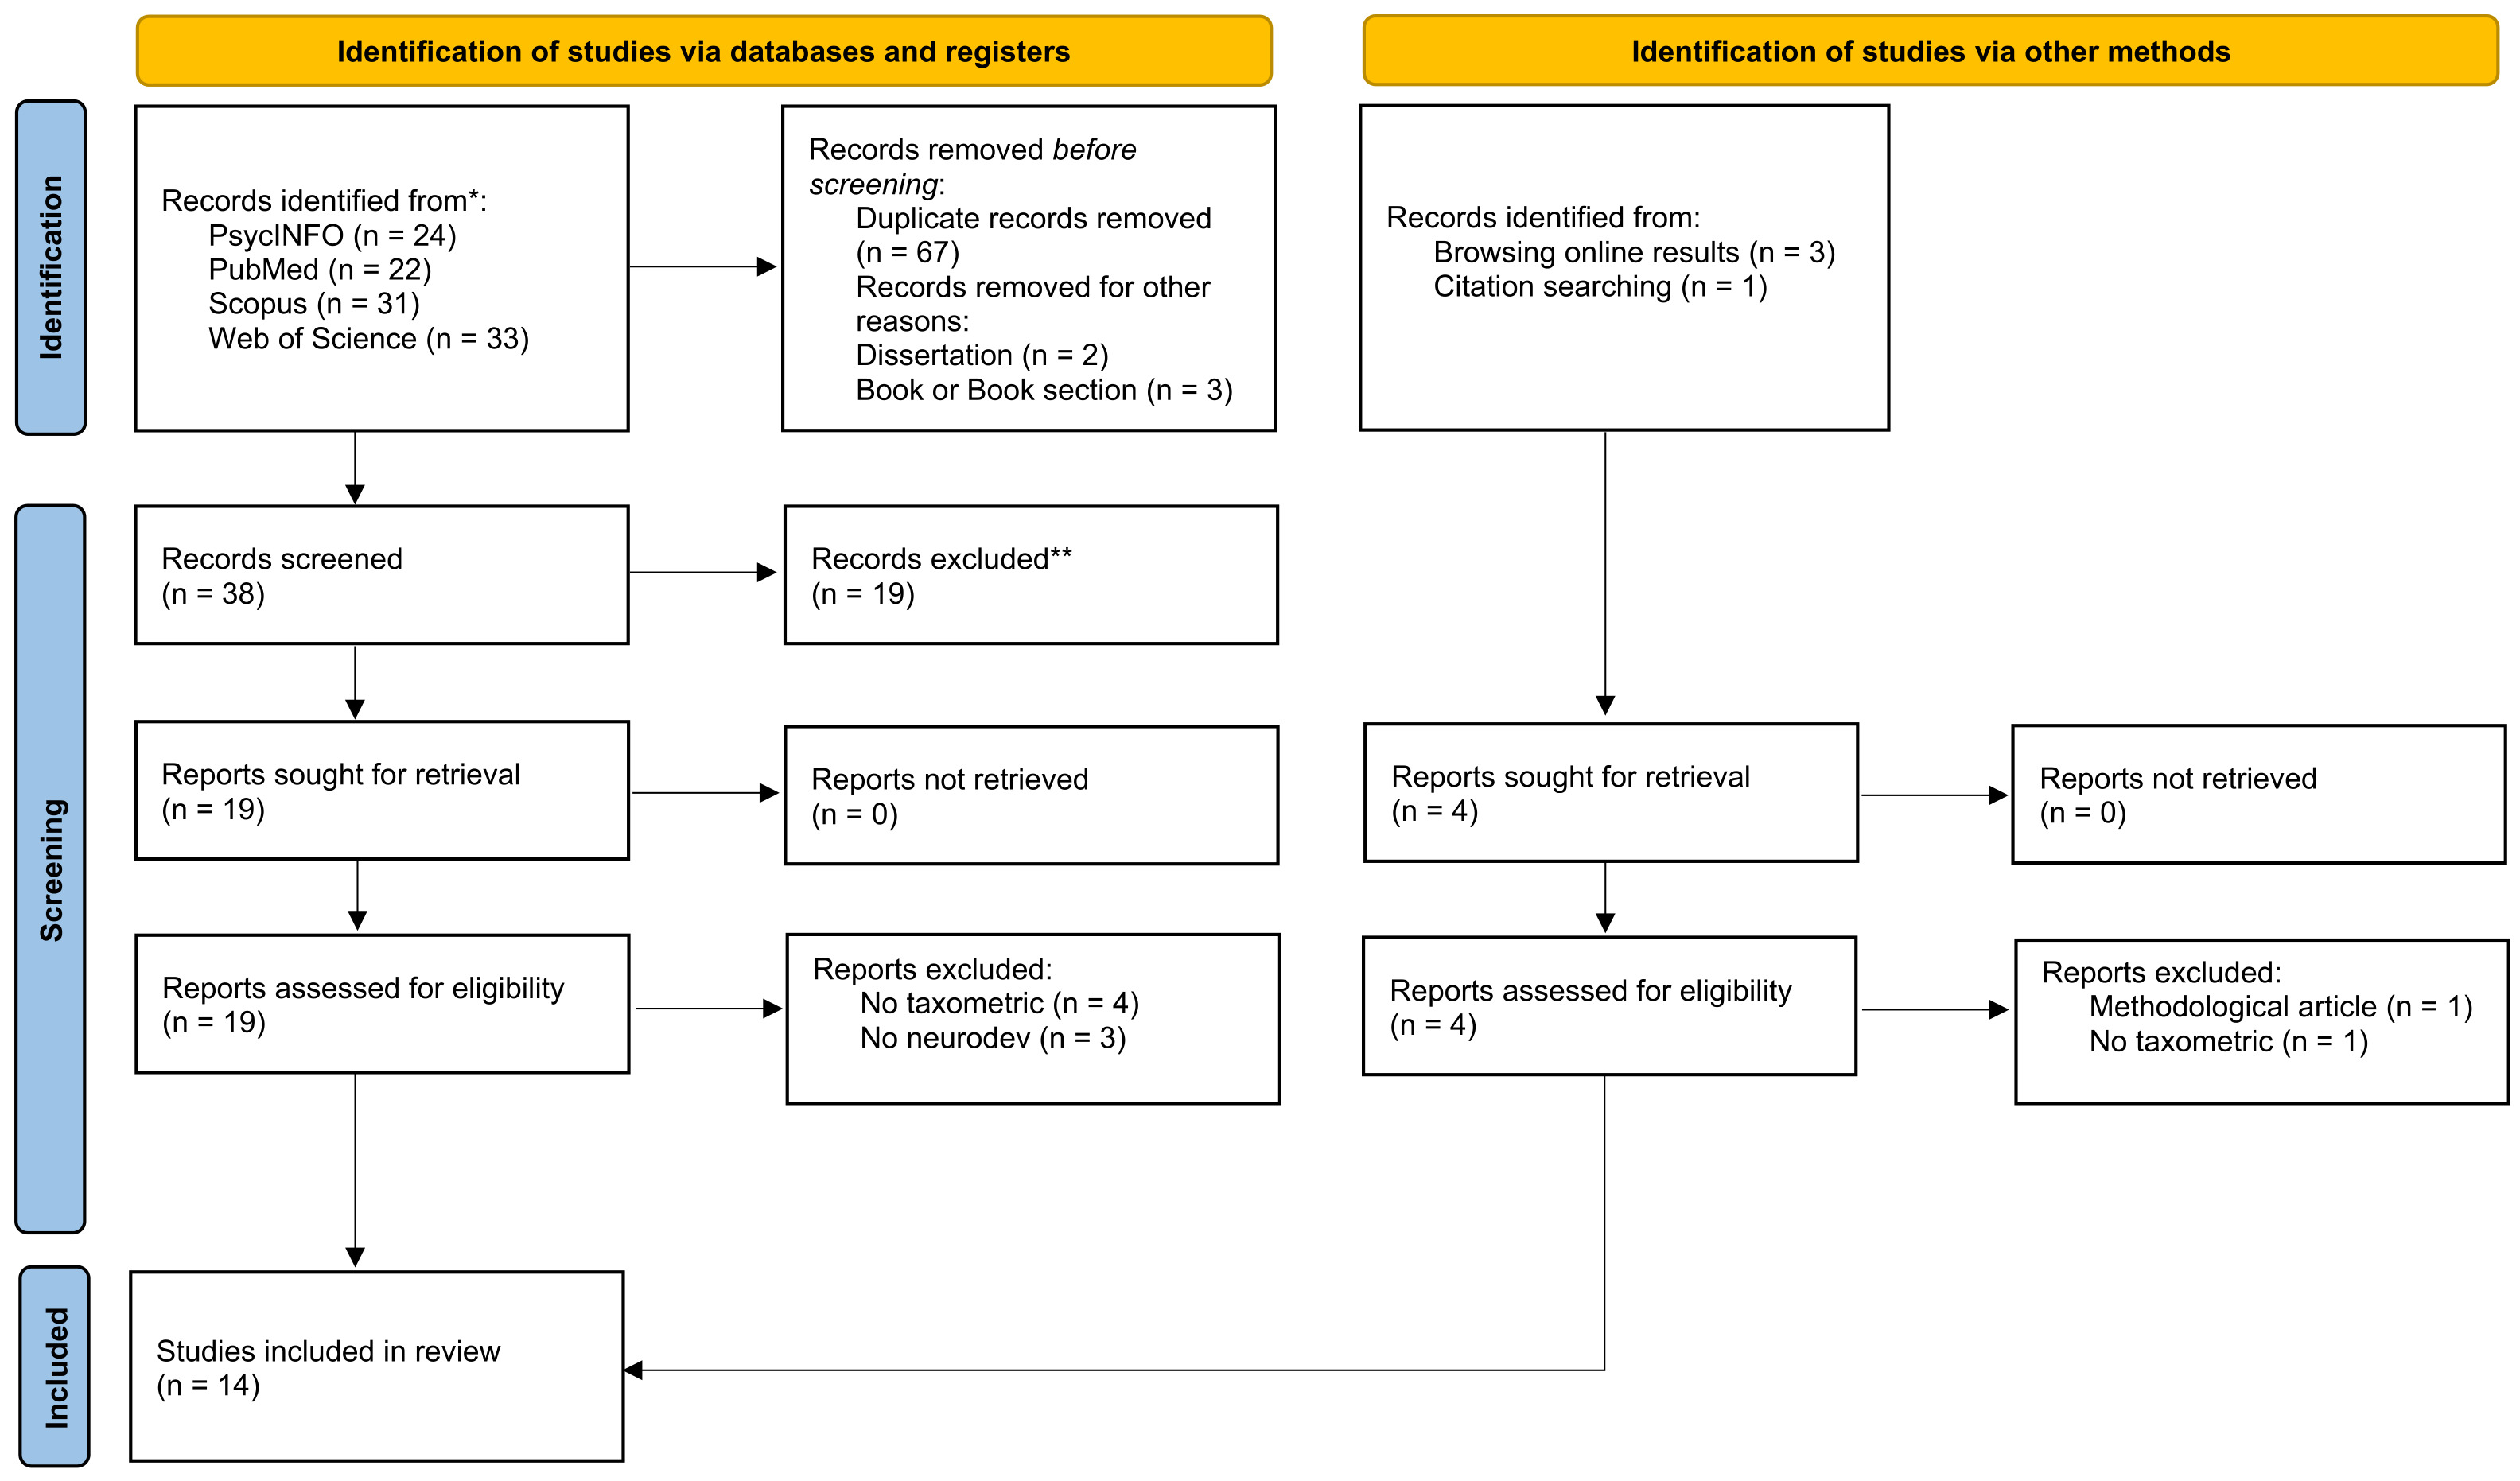 Identification of studies via databases and registers
Identification of studies via other methods
Identification
Records identified from*:
PsycINFO (n = 24)
PubMed (n = 22)
Scopus (n = 31)
Web of Science (n = 33)
Records removed before
screening:
Duplicate records removed
(n = 67)
Records removed for other
reasons:
Dissertation (n = 2)
Book or Book section (n = 3)
Records identified from:
Browsing online results (n = 3)
Citation searching (n = 1)
Screening
Records screened
(n = 38)
Records excluded**
(n = 19)
Reports sought for retrieval
(n = 19)
Reports not retrieved
(n = 0)
Reports sought for retrieval
(n = 4)
Reports not retrieved
(n = 0)
Reports assessed for eligibility
(n = 19)
Reports excluded:
No taxometric (n = 4)
No neurodev (n = 3)
Reports assessed for eligibility
(n = 4)
Reports excluded:
Methodological article (n = 1)
No taxometric (n = 1)
Included
Studies included in review
(n = 14)